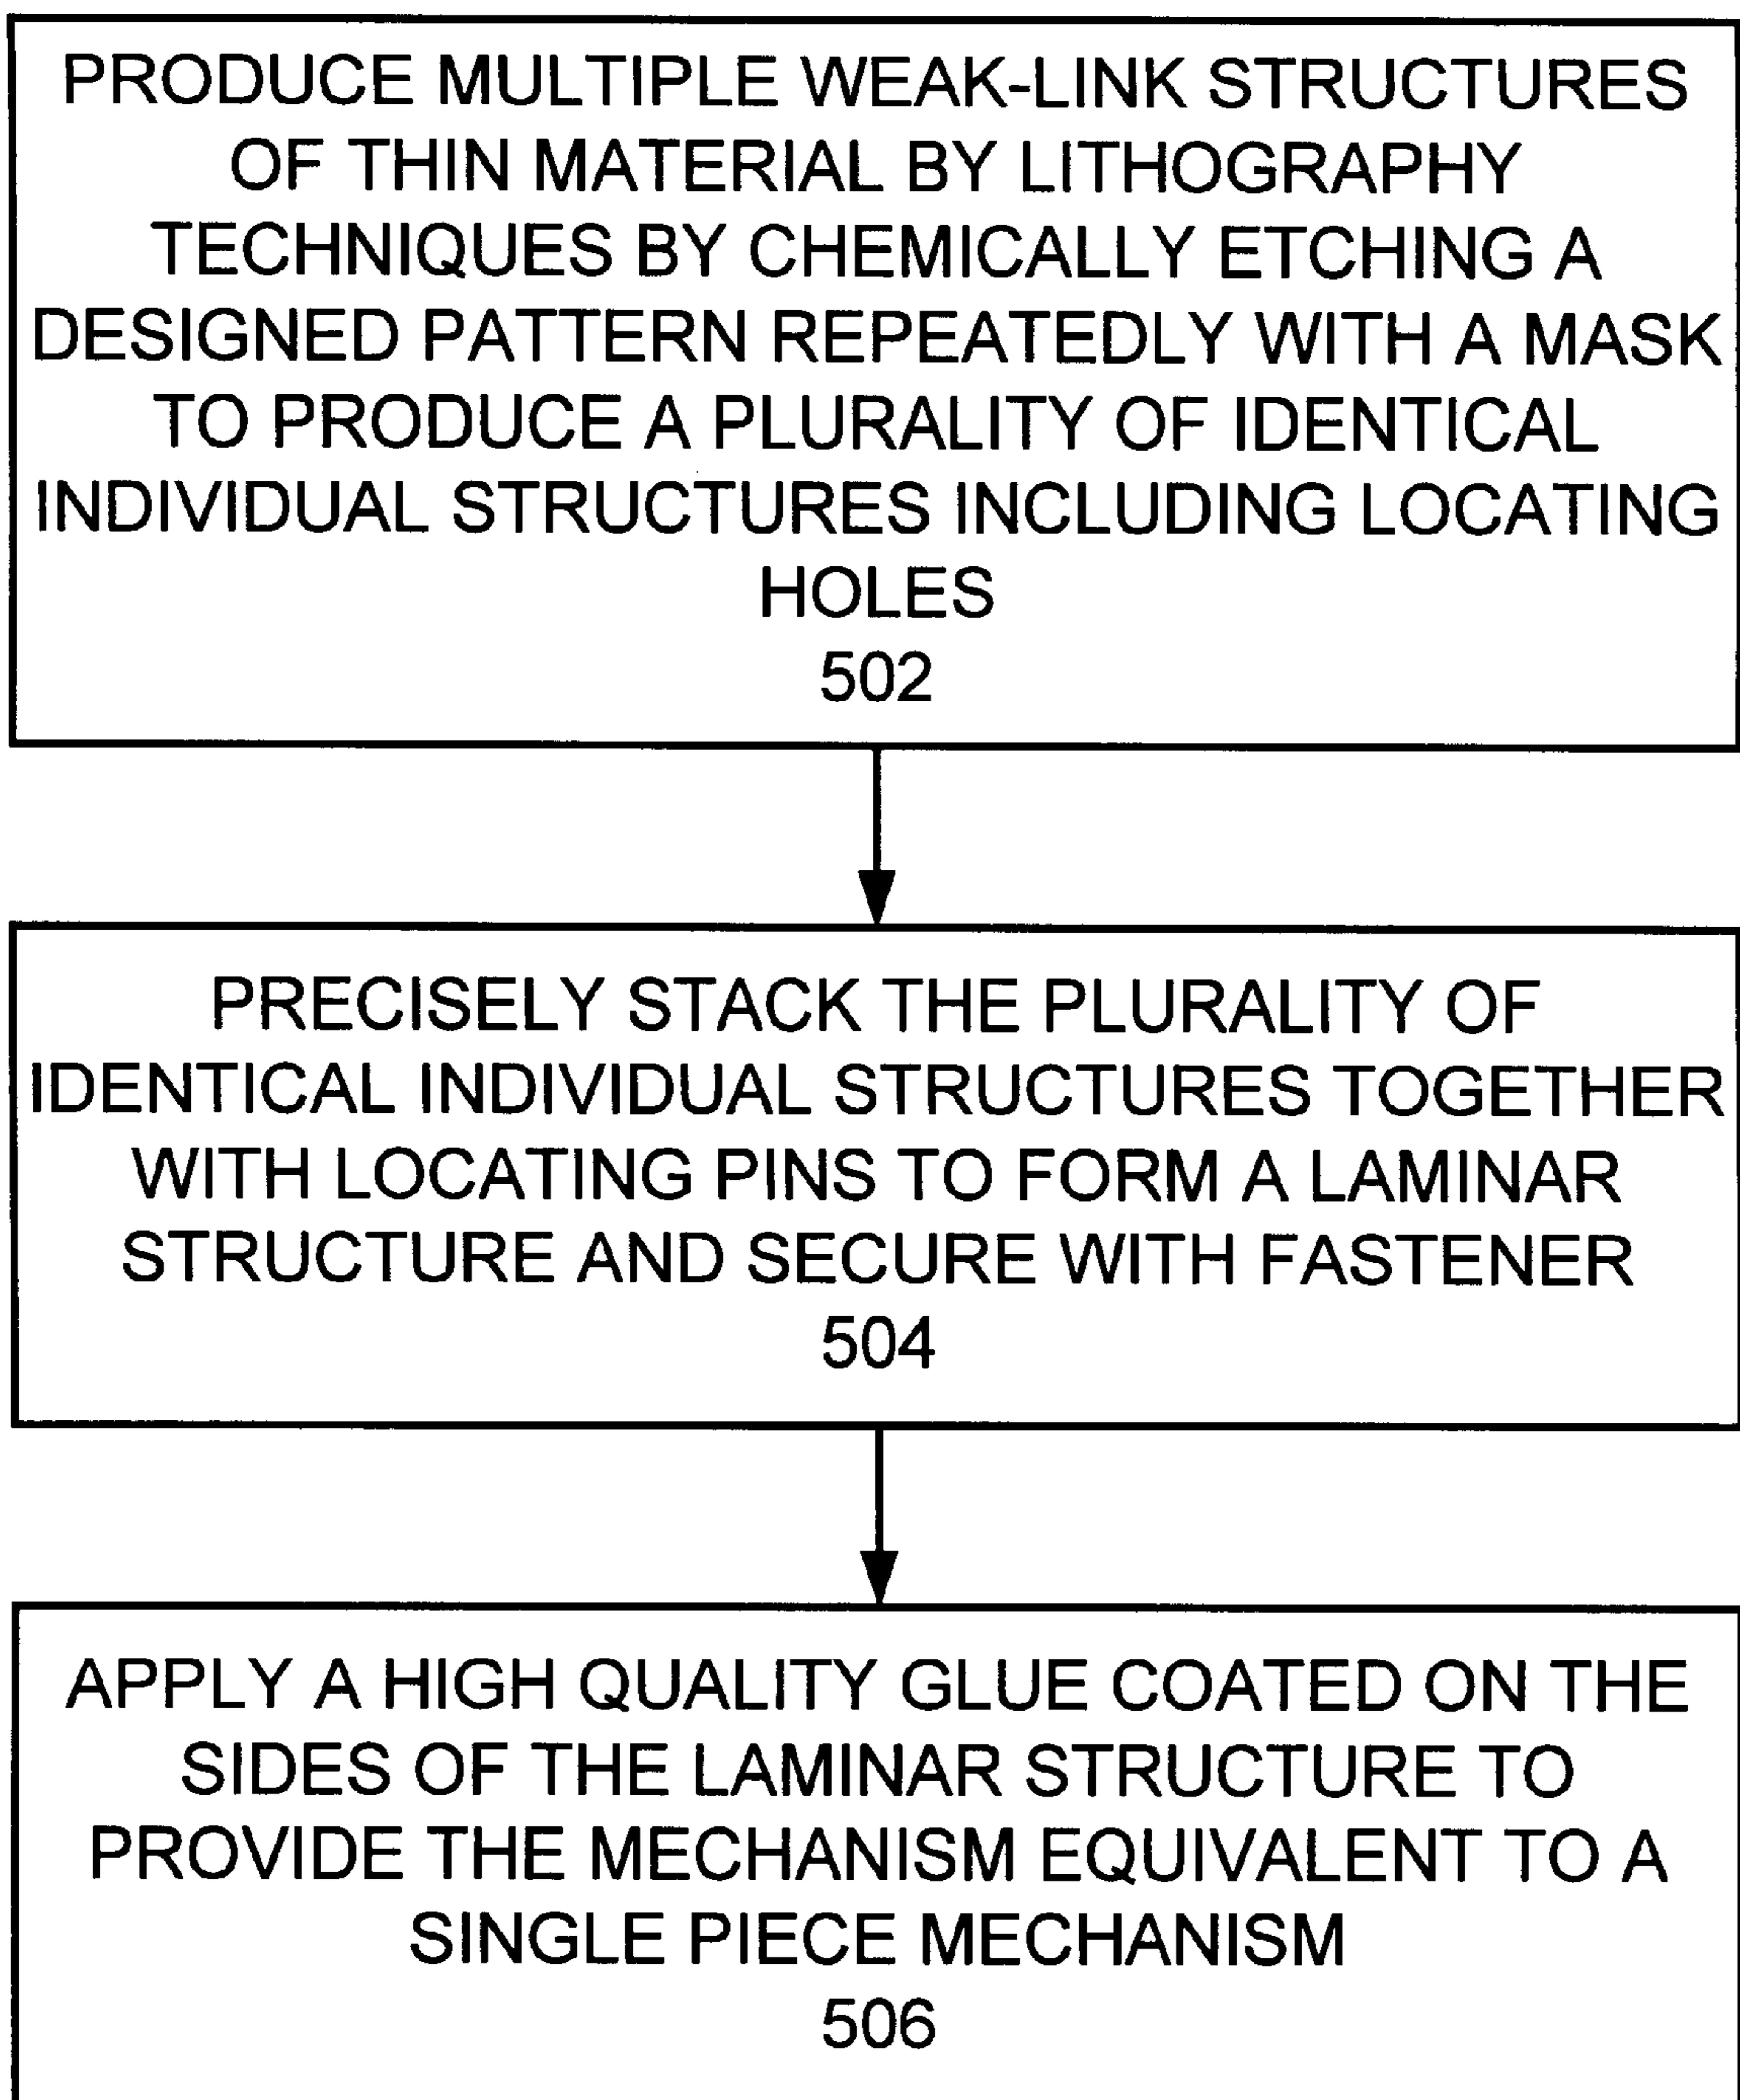 PRODUCE MULTIPLE WEAK-LINK STRUCTURES
OF THIN MATERIAL BY LITHOGRAPHY
TECHNIQUES BY CHEMICALLY ETCHING A
DESIGNED PATTERN REPEATEDLY WITH A MASK
TO PRODUCE A PLURALITY OF IDENTICAL
INDIVIDUAL STRUCTURES INCLUDING LOCATING
HOLES
502
PRECISELY STACK THE PLURALITY OF
IDENTICAL INDIVIDUAL STRUCTURES TOGETHER
WITH LOCATING PINS TO FORM A LAMINAR
STRUCTURE AND SECURE WITH FASTENER
504
APPLY A HIGH QUALITY GLUE COATED ON THE
SIDES OF THE LAMINAR STRUCTURE TO
PROVIDE THE MECHANISM EQUIVALENT TO A
SINGLE PIECE MECHANISM
506